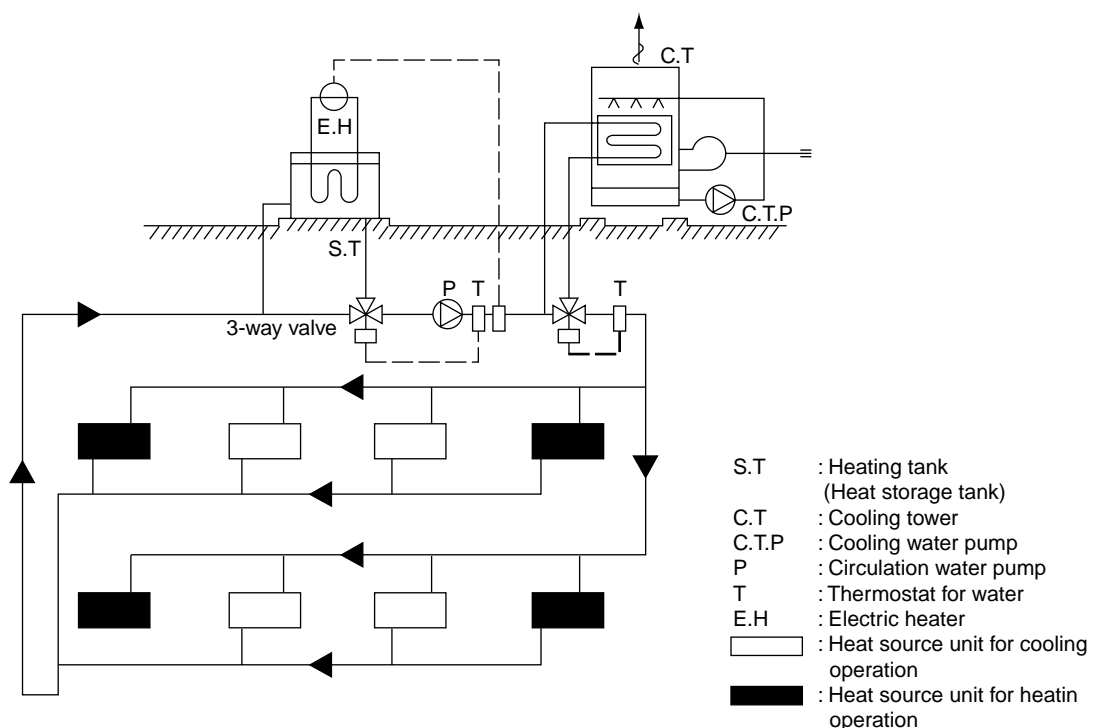 C.T
E.H
C.T.P
S.T
P
T
T
3-way valve
S.T : Heating tank
(Heat storage tank)
C.T : Cooling tower
C.T.P : Cooling water pump
P : Circulation water pump
T : Thermostat for water
E.H : Electric heater
: Heat source unit for cooling
operation
: Heat source unit for heatin
operation